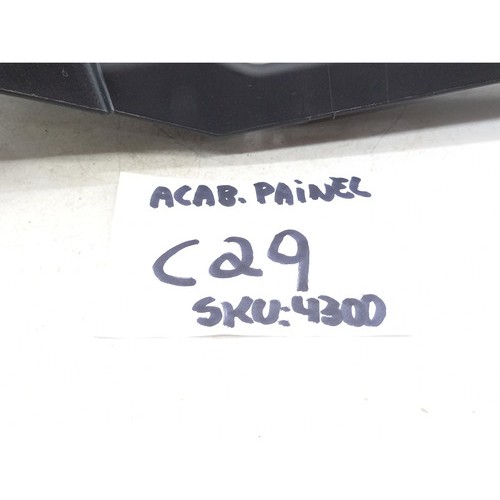 ACAB. PAiNEL
C29
SKU: 4300